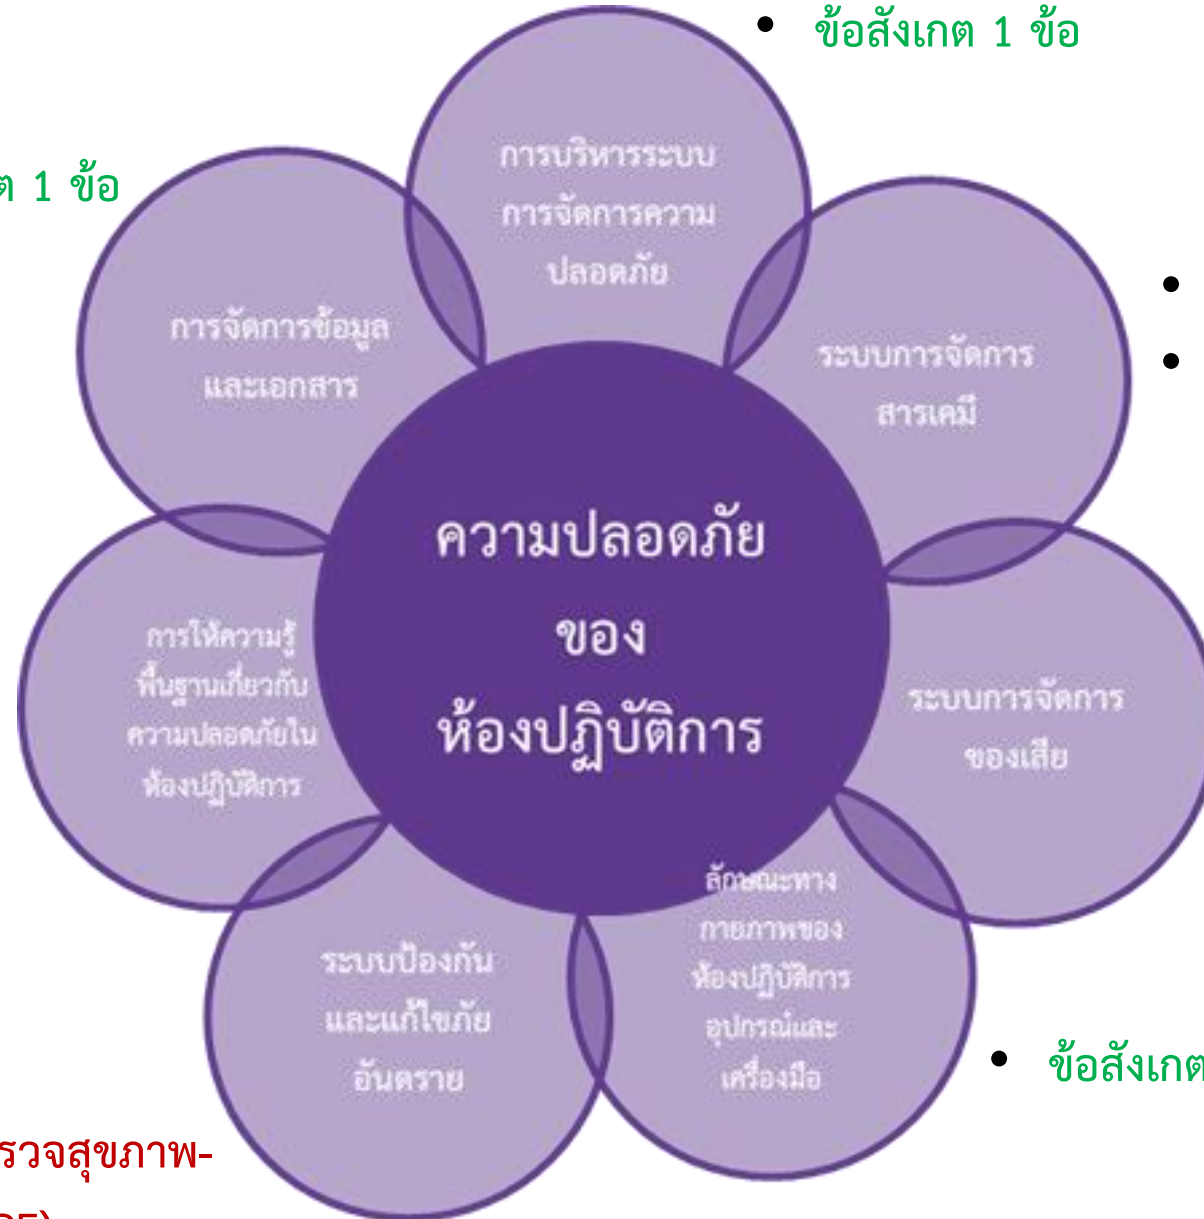 ข้อสังเกต 1 ข้อ
1 ข้อ
การบริหารระบบ
การจัดการความ
ปลอดภัย
การจัดการข้อมูล
และเอกสาร
ระบบการจัดการ
สารเคมี
ความปลอดภัย
ของ
ห้องปฏิบัติการ
การให้ความรู้
พื้นฐานเกี่ยวกับ
ความปลอดภัยใน
ห้องปฏิบัติการ
ระบบการจัดการ
ของเสีย
ลักษณะทาง
กายภาพของ
ห้องปฏิบัติการ
อุปกรณ์และ
เครื่องมือ
ระบบป้องกัน
และแก้ไขภัย
อันตราย
ข้อสังเกต
รวจสุขภาพ-